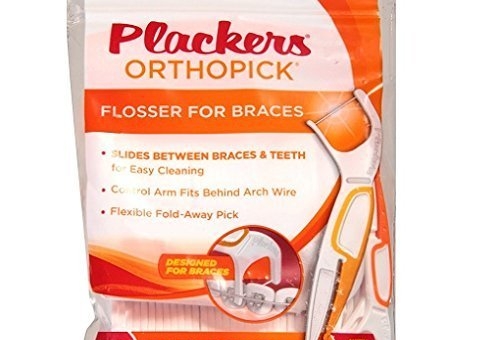 Plackers®
ORTHOPICK®
FLOSSER FOR BRACES
• SLIDES BETWEEN BRACES & TEETH
for Easy Cleaning
• Control Arm Fits Behind Arch Wire
• Flexible Fold-Away Pick
Plackers
DESIGNED
FOR BRACES